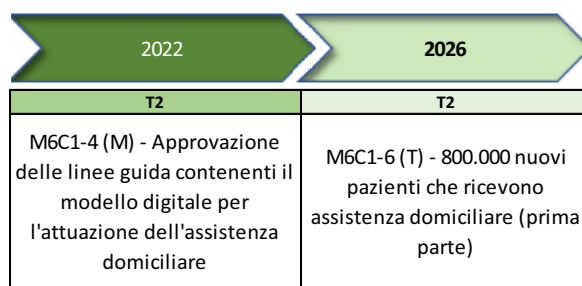 2022
2026
T2
T2
M6C1-4 (M) - Approvazione
delle linee guida contenenti il
modello digitale per
l'attuazione dell'assistenza
domiciliare
M6C1-6 (T) - 800.000 nuovi
pazienti che ricevono
assistenza domiciliare (prima
parte)